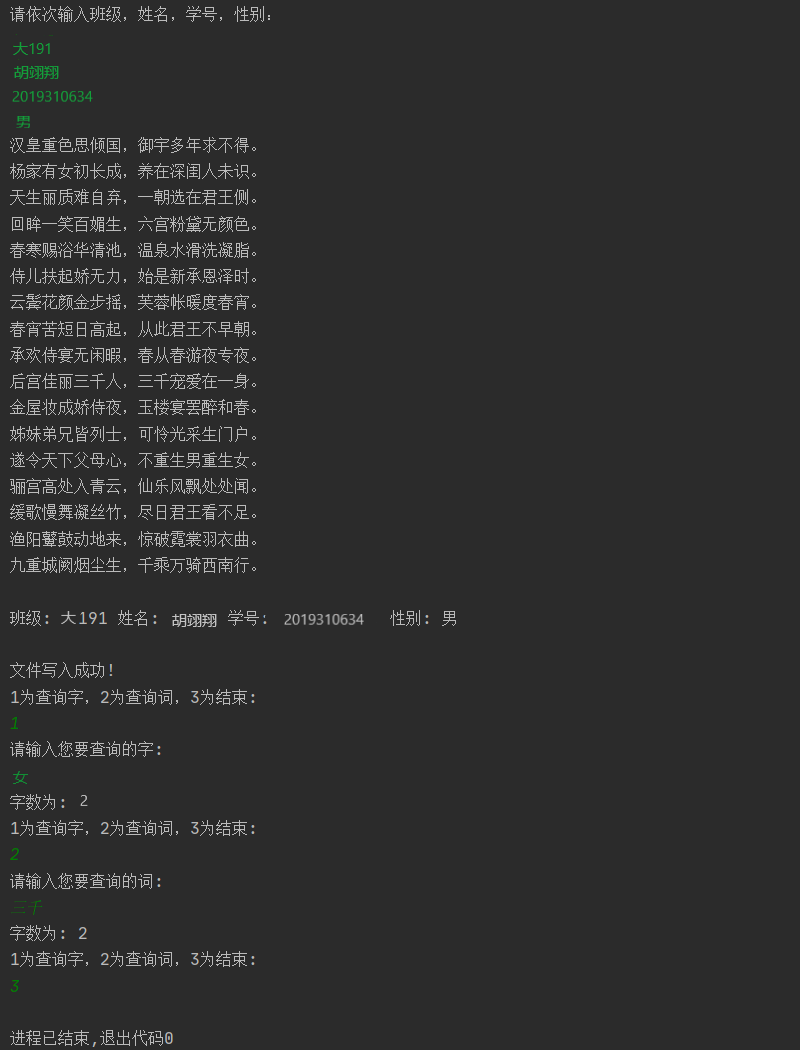 请依次输入班级，姓名，学号，性别：
大191
胡翊翔
2019310634
男
汉皇重色思倾国，御宇多年求不得。
杨家有女初长成，养在深闺人未识。
天生丽质难自弃，一朝选在君王侧。
回眸一笑百媚生，六宫粉黛无颜色。
春寒赐浴华清池，温泉水滑洗凝脂。
侍儿扶起娇无力，始是新承恩泽时。
云鬓花颜金步摇，芙蓉帐暖度春宵。
春宵苦短日高起，从此君王不早朝。
承欢侍宴无闲暇，春从春游夜专夜。
后宫佳丽三千人，三千宠爱在一身。
金屋妆成娇侍夜，玉楼宴罢醉和春。
姊妹弟兄皆列士，可怜光采生门户。
遂令天下父母心，不重生男重生女。
骊宫高处入青云，仙乐风飘处处闻。
缓歌慢舞凝丝竹，尽日君王看不足。
渔阳鼙鼓动地来，惊破霓裳羽衣曲。
九重城阙烟尘生，千乘万骑西南行。
班级: 大191 姓名: 胡翊翔 学号: 2019310634 性别: 男
文件写入成功!
1为查询字，2为查询词，3为结束:
1
请输入您要查询的字:
女
字数为: 2
1为查询字，2为查询词，3为结束:
2
请输入您要查询的词:
三千
字数为: 2
1为查询字，2为查询词，3为结束:
3
进程已结束,退出代码0